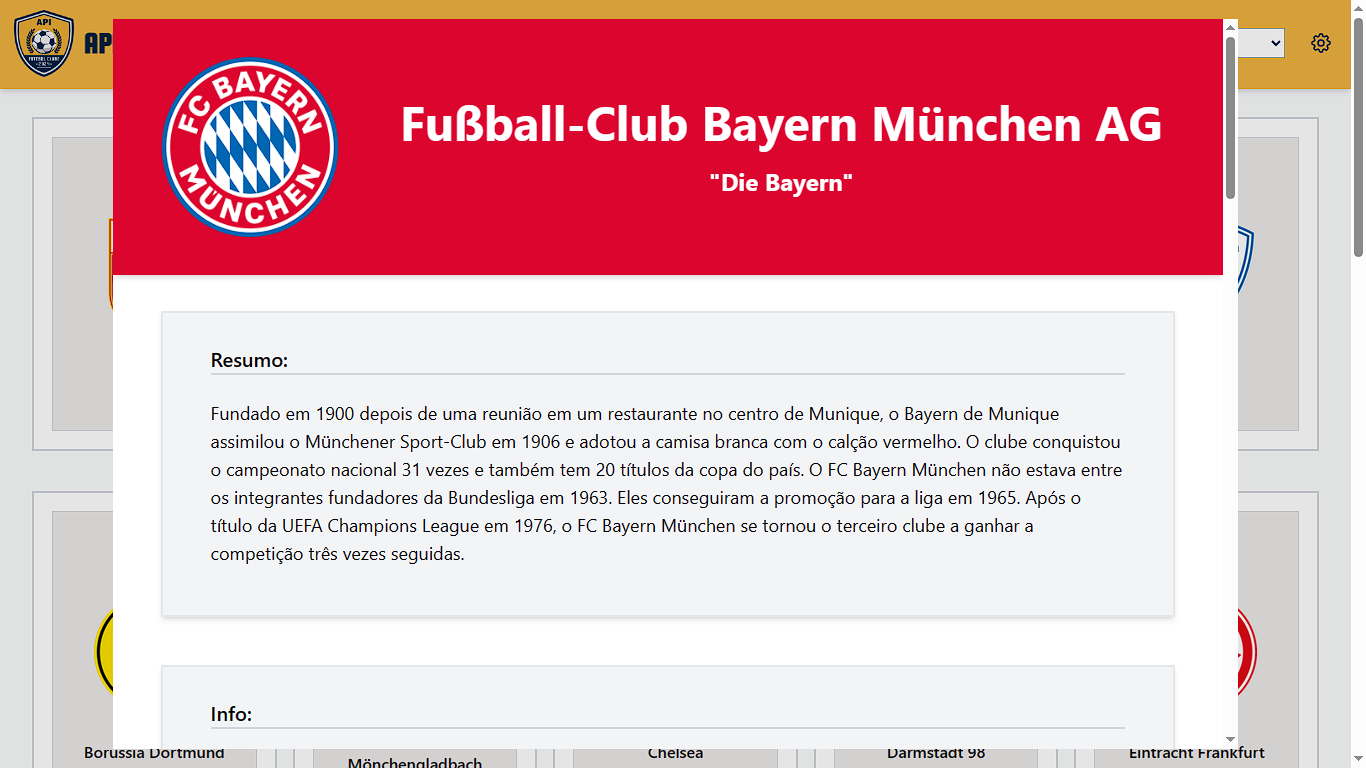 API
FUTEBOL CLUBE
AP
FC BAYERN
MÜNCHEN
Fußball-Club Bayern München AG
"Die Bayern"
Resumo:
Fundado em 1900 depois de uma reunião em um restaurante no centro de Munique, o Bayern de Munique
assimilou o Münchener Sport-Club em 1906 e adotou a camisa branca com o calção vermelho. O clube conquistou
o campeonato nacional 31 vezes e também tem 20 títulos da copa do país. O FC Bayern München não estava entre
os integrantes fundadores da Bundesliga em 1963. Eles conseguiram a promoção para a liga em 1965. Após o
título da UEFA Champions League em 1976, o FC Bayern München se tornou o terceiro clube a ganhar a
competição três vezes seguidas.
Info:
Borussia Dortmund
Mönchengladbach
Chelsea
Darmstadt 98
Eintracht Frankfurt